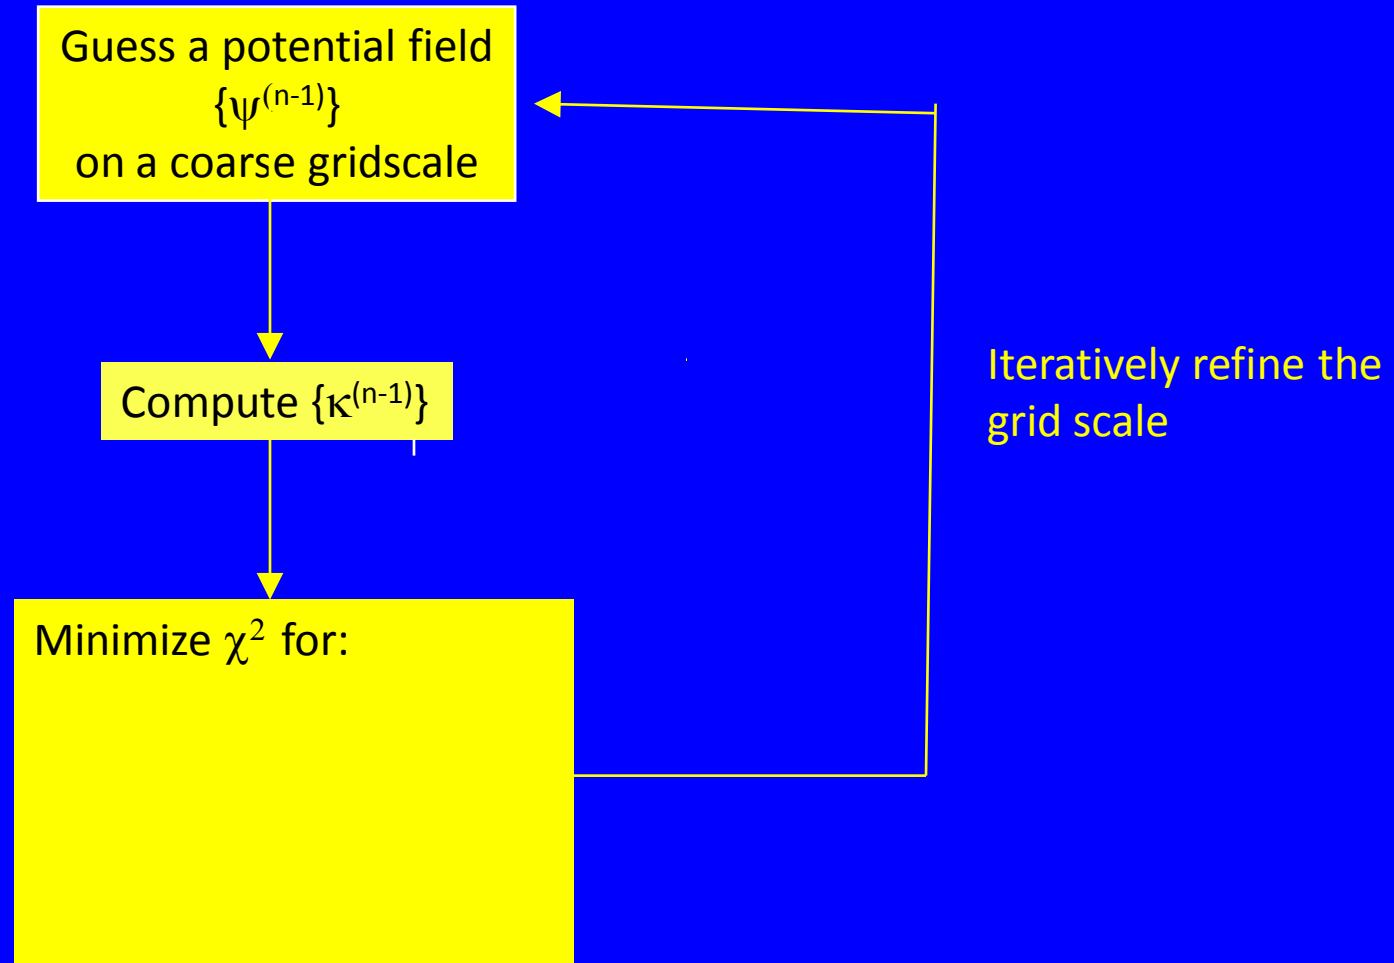 Guess a potential field
{ψ⁽ⁿ⁻¹⁾}
on a coarse gridscale
Compute {κ⁽ⁿ⁻¹⁾}
Minimize χ² for:
Iteratively refine the
grid scale